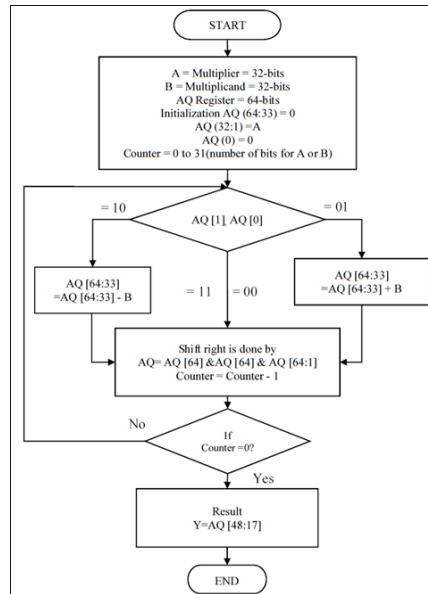 START
A = Multiplier = 32-bits
B = Multiplicand = 32-bits
AQ Register = 64-bits
Initialization AQ (64:33) = 0
AQ (32:1) =A
AQ (0) = 0
Counter = 0 to 31(number of bits for A or B)
= 10
AQ [1], AQ [0]
= 01
AQ [64:33]
=AQ [64:33] - B
= 11
= 00
AQ [64:33]
=AQ [64:33] + B
Shift right is done by
AQ= AQ [64] &AQ [64] & AQ [64:1]
Counter = Counter - 1
No
If
Counter =0?
Yes
Result
Y=AQ [48:17]
END